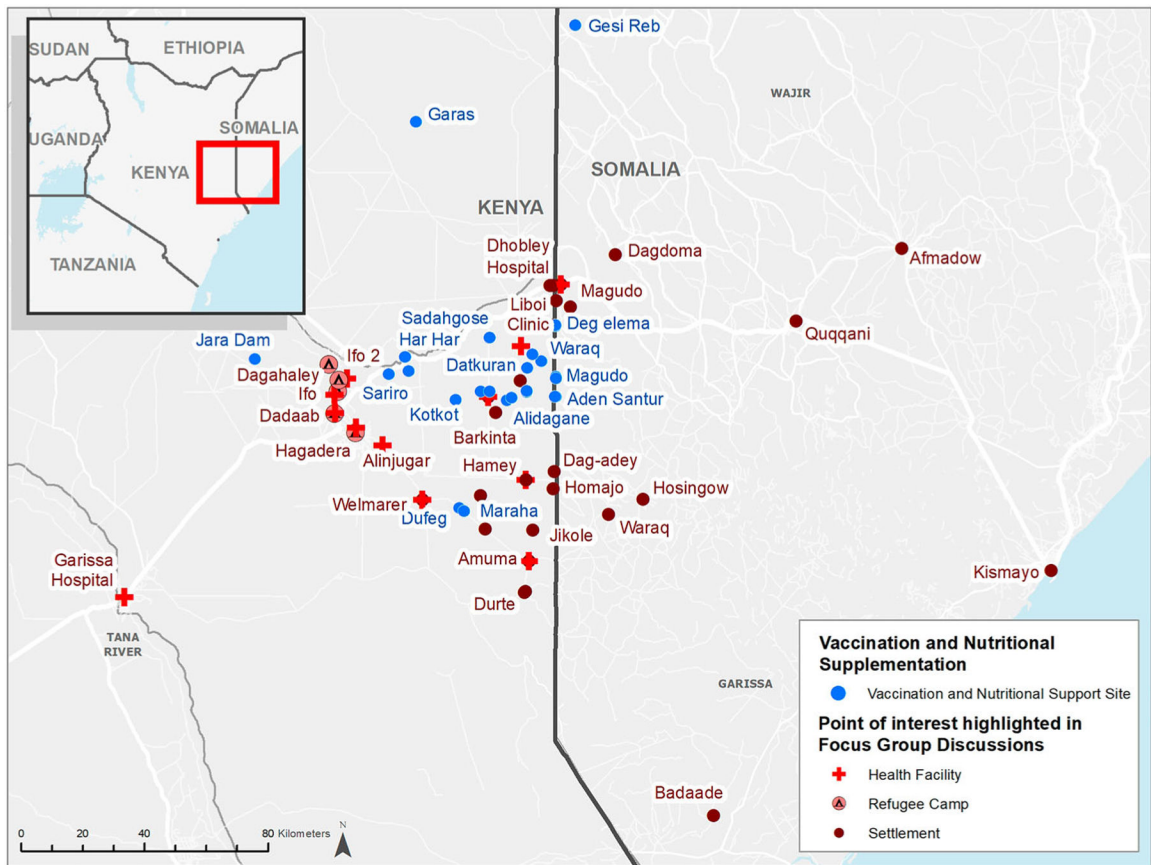 SUDAN
ETHIOPIA
UGANDA
SOMALIA
KENYA
TANZANIA
Gesi Reb
WAJIR
Garas
SOMALIA
KENYA
Dhobley
Hospital
Dagdoma
Afmadow
Liboi
Clinic
Magudo
Quqqani
Sadahgose
Deg elema
Jara Dam
Har Har
Waraq
Ifo 2
Datkuran
Dagahaley
Magudo
Ifo
Sariro
Aden Santur
Dadaab
Kotkot
Alidagane
Barkinta
Hagadera
Alinjugar
Hamey
Dag-adey
Homajo
Hosingow
Welmarer
Dufeg
Maraha
Waraq
Jikole
Garissa
Hospital
Amuma
Kismayo
Durte
TANA
RIVER
GARISSA
Badaade
Vaccination and Nutritional
Supplementation
Vaccination and Nutritional Support Site
Point of interest highlighted in
Focus Group Discussions
Health Facility
Refugee Camp
Settlement
0 20 40 80 Kilometers
N